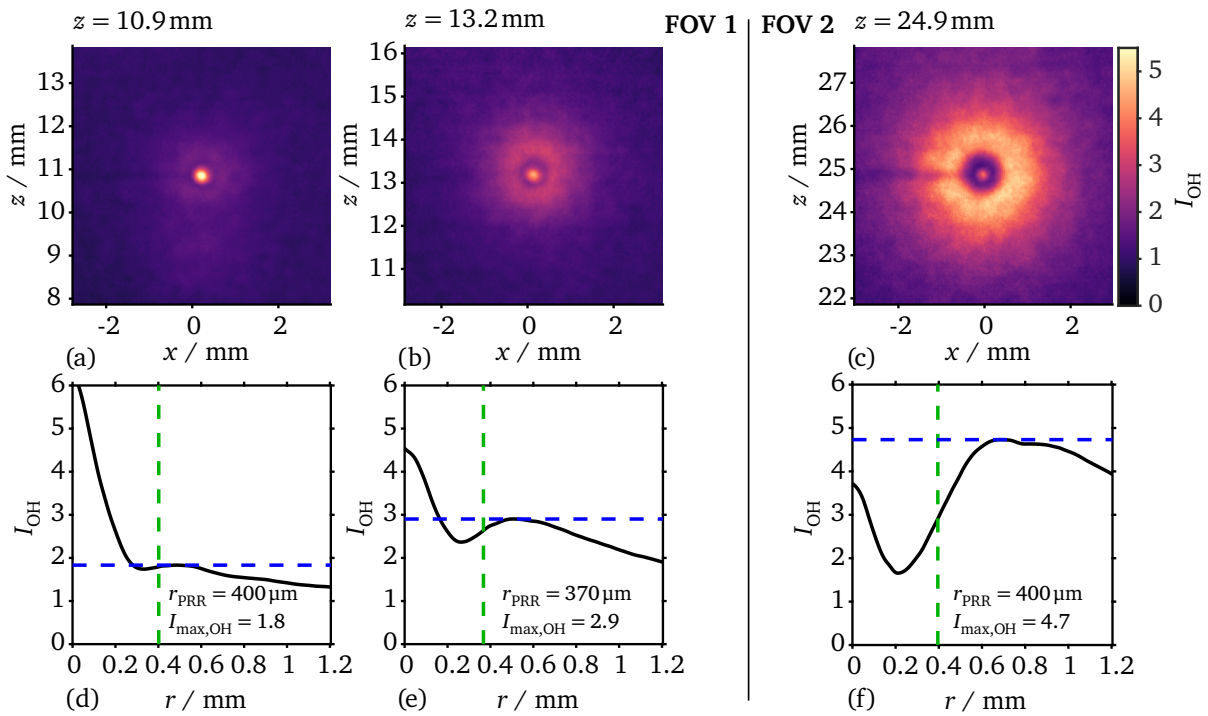 z = 10.9 mm
z = 13.2 mm
FOV 1
FOV 2
z = 24.9 mm
13
12
11
10
9
8
z / mm
-2
0
2
(a)
x / mm
16
15
14
13
12
11
z / mm
-2
0
2
(b)
x / mm
27
26
25
24
23
22
z / mm
-2
0
2
(c)
x / mm
5
4
3
2
1
0
I_OH
6
5
4
3
2
1
0
I_OH
r_PRR = 400 μm
I_max,OH = 1.8
0 0.2 0.4 0.6 0.8 1 1.2
(d)
r / mm
6
5
4
3
2
1
0
I_OH
r_PRR = 370 μm
I_max,OH = 2.9
0 0.2 0.4 0.6 0.8 1 1.2
(e)
r / mm
6
5
4
3
2
1
0
I_OH
r_PRR = 400 μm
I_max,OH = 4.7
0 0.2 0.4 0.6 0.8 1 1.2
(f)
r / mm